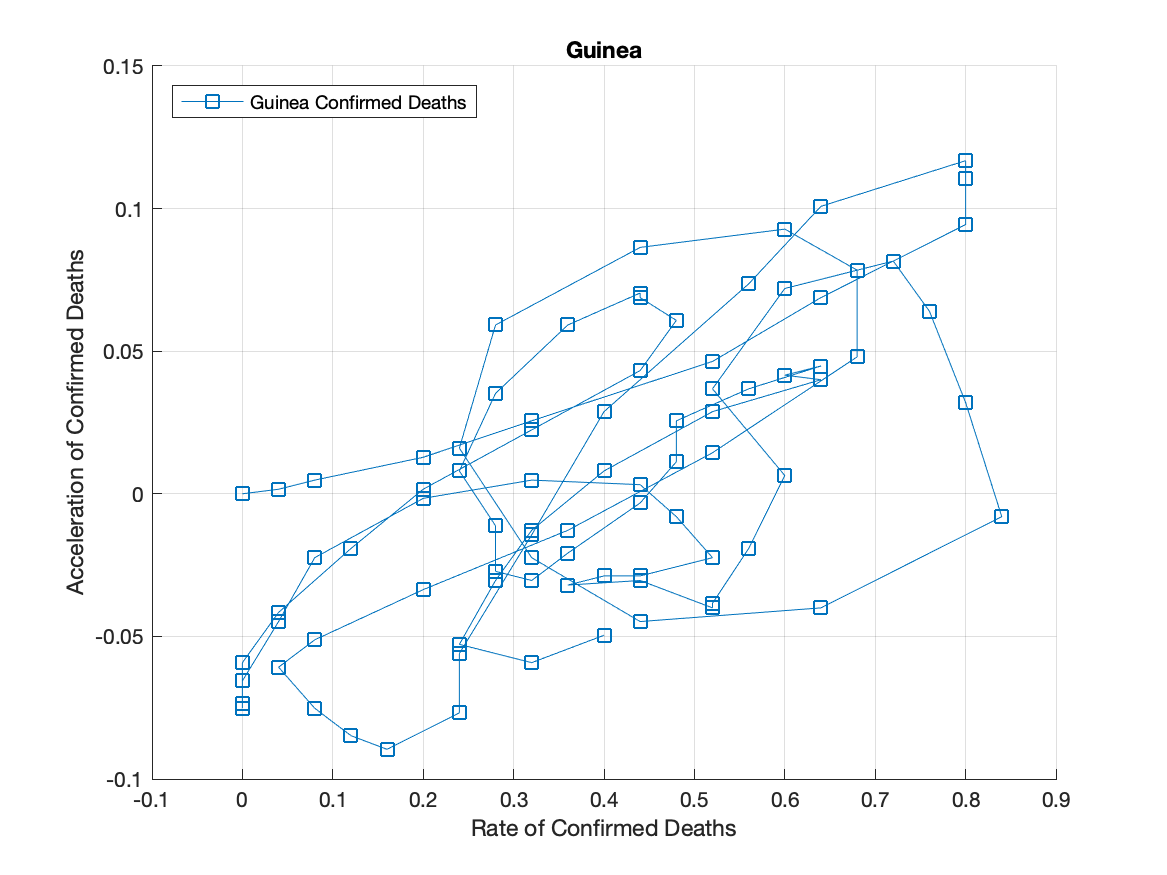 Guinea
Guinea Confirmed Deaths
Acceleration of Confirmed Deaths
0.15
0.1
0.05
0
-0.05
-0.1
-0.1 0 0.1 0.2 0.3 0.4 0.5 0.6 0.7 0.8 0.9
Rate of Confirmed Deaths